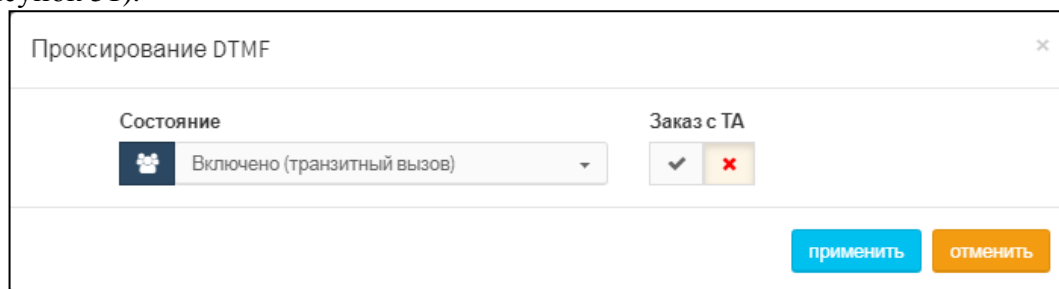 Проксирование DTMF ×
Состояние Заказ с ТА
Включено (транзитный вызов)
применить отменить